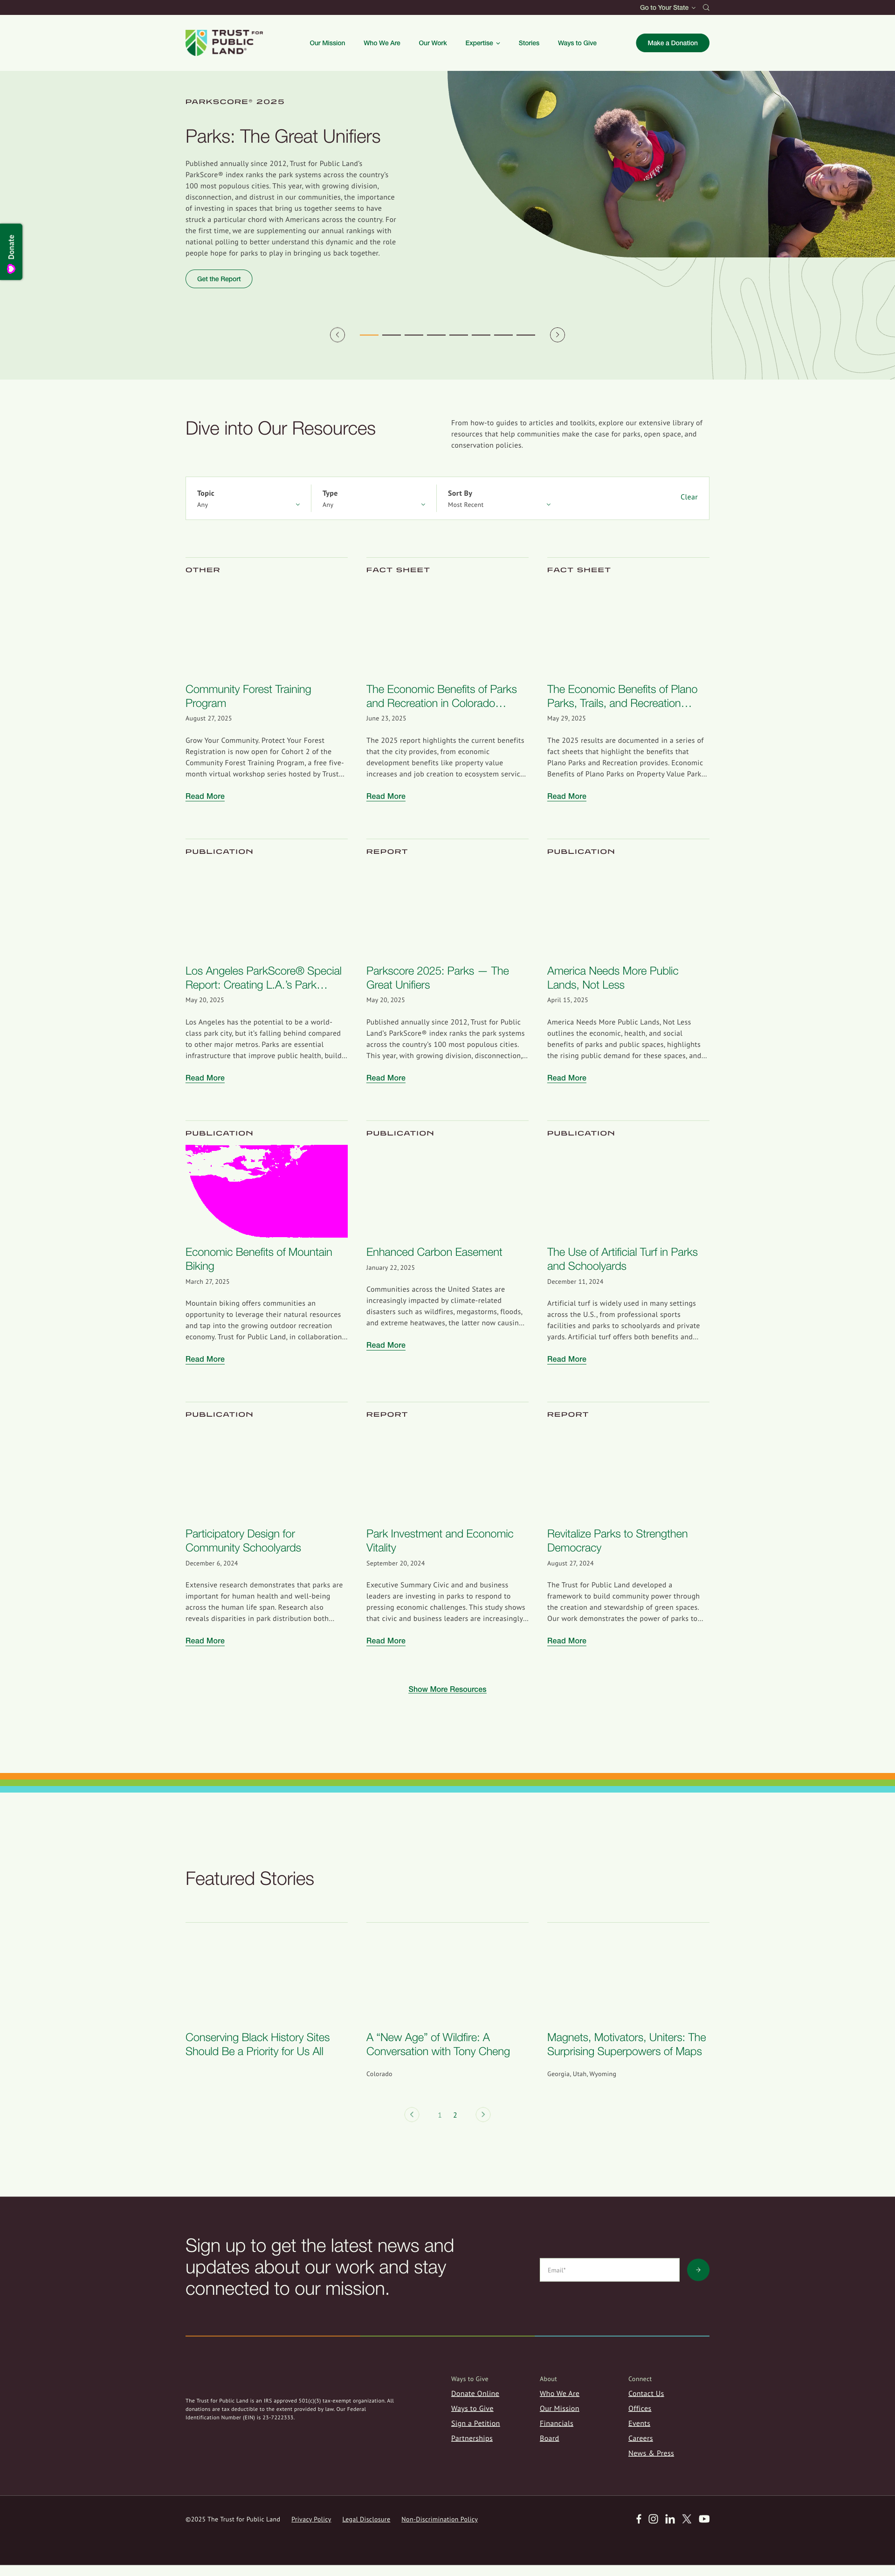 Go to Your State
TRUST FOR
PUBLIC
LAND®
Our Mission
Who We Are
Our Work
Expertise
Stories
Ways to Give
Make a Donation
PARKSCORE® 2025
Parks: The Great Unifiers
Published annually since 2012, Trust for Public Land’s
ParkScore® index ranks the park systems across the country’s
100 most populous cities. This year, with growing division,
disconnection, and distrust in our communities, the importance
of investing in spaces that bring us together seems to have
struck a particular chord with Americans across the country. For
the first time, we are supplementing our annual rankings with
national polling to better understand this dynamic and the role
people hope for parks to play in bringing us back together.
Get the Report
Donate
Dive into Our Resources
From how-to guides to articles and toolkits, explore our extensive library of
resources that help communities make the case for parks, open space, and
conservation policies.
Topic
Any
Type
Any
Sort By
Most Recent
Clear
OTHER
Community Forest Training
Program
August 27, 2025
Grow Your Community. Protect Your Forest
Registration is now open for Cohort 2 of the
Community Forest Training Program, a free five-
month virtual workshop series hosted by Trust...
Read More
FACT SHEET
The Economic Benefits of Parks
and Recreation in Colorado...
June 23, 2025
The 2025 report highlights the current benefits
that the city provides, from economic
development benefits like property value
increases and job creation to ecosystem servic...
Read More
FACT SHEET
The Economic Benefits of Plano
Parks, Trails, and Recreation...
May 29, 2025
The 2025 results are documented in a series of
fact sheets that highlight the benefits that
Plano Parks and Recreation provides. Economic
Benefits of Plano Parks on Property Value Park...
Read More
PUBLICATION
Los Angeles ParkScore® Special
Report: Creating L.A.’s Park...
May 20, 2025
Los Angeles has the potential to be a world-
class park city, but it’s falling behind compared
to other major metros. Parks are essential
infrastructure that improve public health, build...
Read More
REPORT
Parkscore 2025: Parks — The
Great Unifiers
May 20, 2025
Published annually since 2012, Trust for Public
Land’s ParkScore® index ranks the park systems
across the country’s 100 most populous cities.
This year, with growing division, disconnection,...
Read More
PUBLICATION
America Needs More Public
Lands, Not Less
April 15, 2025
America Needs More Public Lands, Not Less
outlines the economic, health, and social
benefits of parks and public spaces, highlights
the rising public demand for these spaces, and...
Read More
PUBLICATION
Economic Benefits of Mountain
Biking
March 27, 2025
Mountain biking offers communities an
opportunity to leverage their natural resources
and tap into the growing outdoor recreation
economy. Trust for Public Land, in collaboration...
Read More
PUBLICATION
Enhanced Carbon Easement
January 22, 2025
Communities across the United States are
increasingly impacted by climate-related
disasters such as wildfires, megastorms, floods,
and extreme heatwaves, the latter now causin...
Read More
PUBLICATION
The Use of Artificial Turf in Parks
and Schoolyards
December 11, 2024
Artificial turf is widely used in many settings
across the U.S., from professional sports
facilities and parks to schoolyards and private
yards. Artificial turf offers both benefits and...
Read More
PUBLICATION
Participatory Design for
Community Schoolyards
December 6, 2024
Extensive research demonstrates that parks are
important for human health and well-being
across the human life span. Research also
reveals disparities in park distribution both...
Read More
REPORT
Park Investment and Economic
Vitality
September 20, 2024
Executive Summary Civic and and business
leaders are investing in parks to respond to
pressing economic challenges. This study shows
that civic and business leaders are increasingly...
Read More
REPORT
Revitalize Parks to Strengthen
Democracy
August 27, 2024
The Trust for Public Land developed a
framework to build community power through
the creation and stewardship of green spaces.
Our work demonstrates the power of parks to...
Read More
Show More Resources
Featured Stories
Conserving Black History Sites
Should Be a Priority for Us All
A “New Age” of Wildfire: A
Conversation with Tony Cheng
Colorado
Magnets, Motivators, Uniters: The
Surprising Superpowers of Maps
Georgia, Utah, Wyoming
1
2
Sign up to get the latest news and
updates about our work and stay
connected to our mission.
Email*
The Trust for Public Land is an IRS approved 501(c)(3) tax-exempt organization. All
donations are tax deductible to the extent provided by law. Our Federal
Identification Number (EIN) is 23-7222333.
Ways to Give
Donate Online
Ways to Give
Sign a Petition
Partnerships
About
Who We Are
Our Mission
Financials
Board
Connect
Contact Us
Offices
Events
Careers
News & Press
©2025 The Trust for Public Land
Privacy Policy
Legal Disclosure
Non-Discrimination Policy